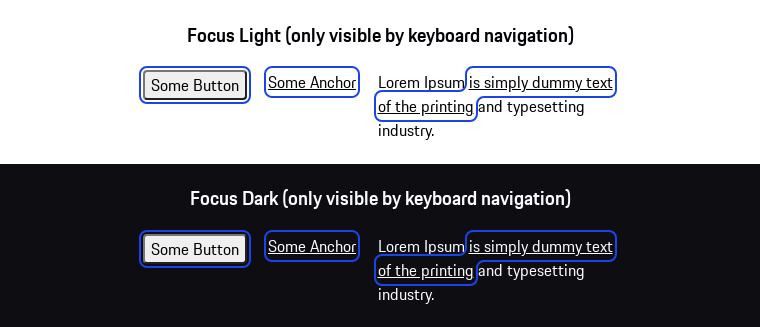 Focus Light (only visible by keyboard navigation)
Some Button
Some Anchor
Lorem Ipsum is simply dummy text
of the printing and typesetting
industry.
Focus Dark (only visible by keyboard navigation)
Some Button
Some Anchor
Lorem Ipsum is simply dummy text
of the printing and typesetting
industry.